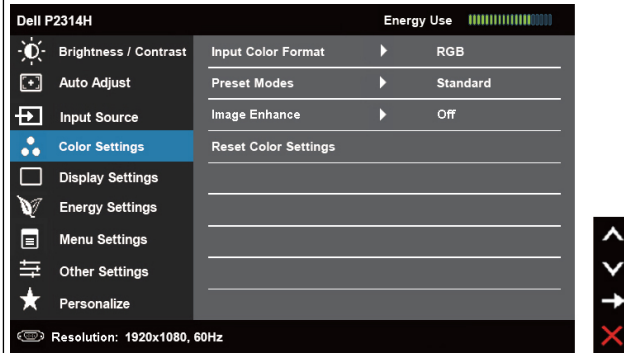 Dell P2314H Energy Use
Brightness / Contrast Input Color Format RGB
Auto Adjust Preset Modes Standard
Input Source Image Enhance Off
Color Settings Reset Color Settings
Display Settings
Energy Settings
Menu Settings
Other Settings
Personalize
Resolution: 1920x1080, 60Hz